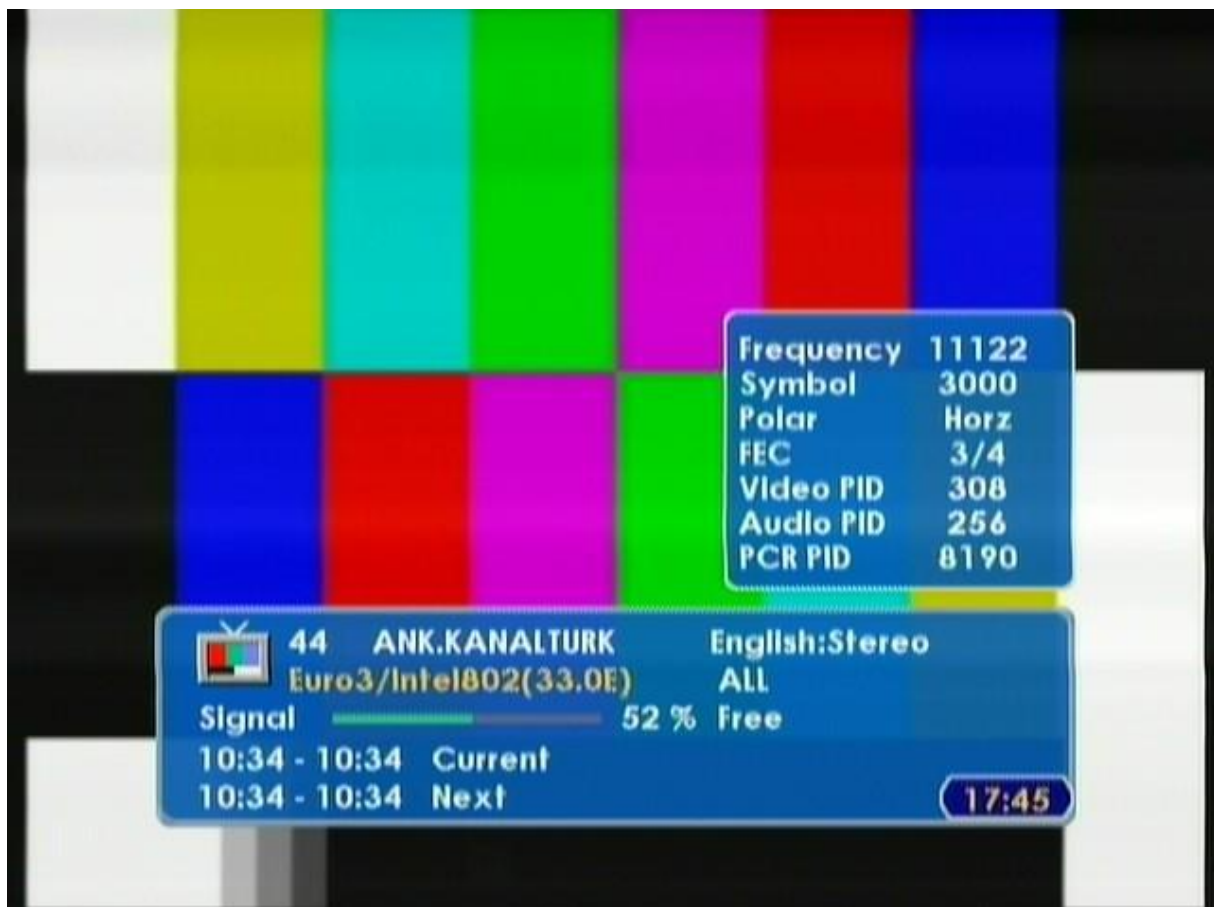 Frequency 11122
Symbol 3000
Polar Horz
FEC 3/4
Video PID 308
Audio PID 256
PCR PID 8190
44 ANK.KANALTURK English:Stereo
Euro3/Intel802(33.0E) ALL
Signal 52 % Free
10:34 - 10:34 Current
10:34 - 10:34 Next
17:45